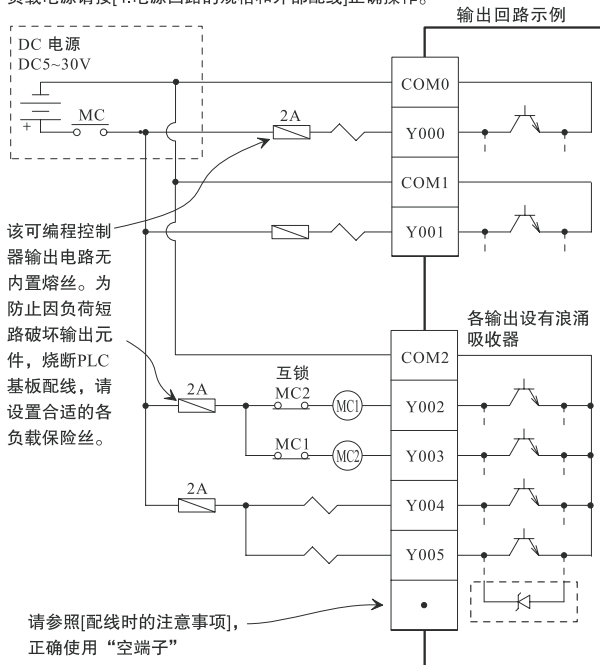 负载电源请按[4.电源回路的规格和外部配线]正确操作。
输出回路示例
DC 电源
DC5~30V
MC
+
2A
COM0
Y000
COM1
Y001
该可编程控制
器输出电路无
内置熔丝。为
防止因负荷短
路破坏输出元
件，烧断PLC
基板配线，请
设置合适的各
负载保险丝。
各输出设有浪涌
吸收器
COM2
互锁
2A
MC2
MC1
Y002
MC1
MC2
Y003
2A
Y004
Y005
请参照[配线时的注意事项]，
正确使用“空端子”